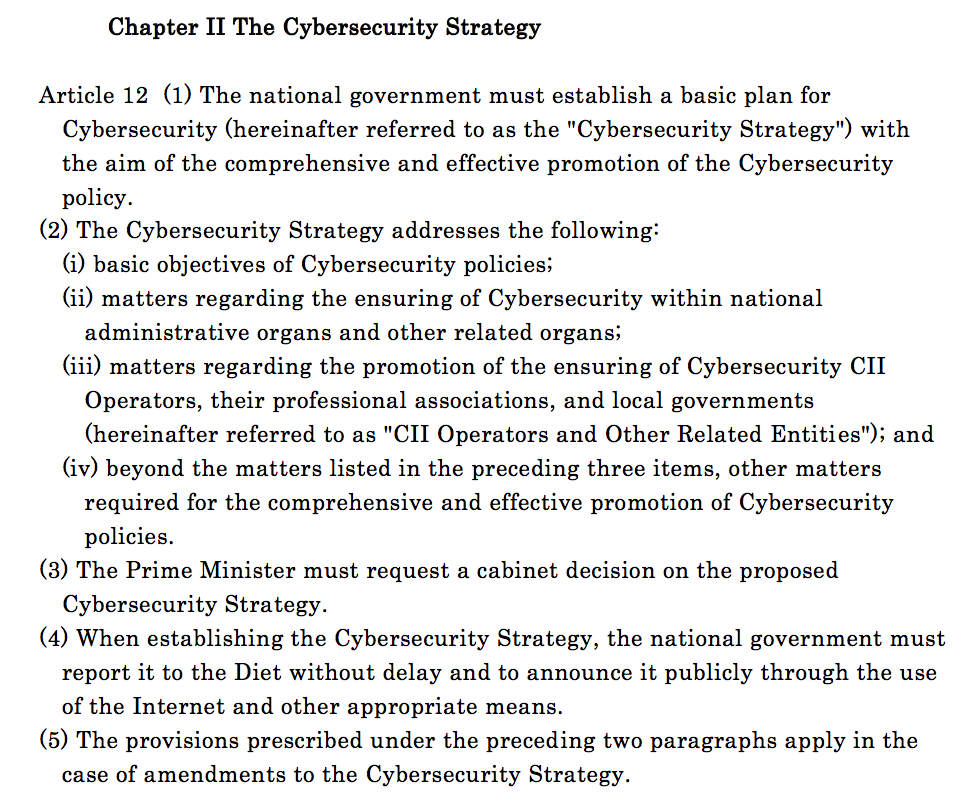 Chapter II The Cybersecurity Strategy
Article 12 (1) The national government must establish a basic plan for
Cybersecurity (hereinafter referred to as the "Cybersecurity Strategy") with
the aim of the comprehensive and effective promotion of the Cybersecurity
policy.
(2) The Cybersecurity Strategy addresses the following:
(i) basic objectives of Cybersecurity policies;
(ii) matters regarding the ensuring of Cybersecurity within national
administrative organs and other related organs;
(iii) matters regarding the promotion of the ensuring of Cybersecurity CII
Operators, their professional associations, and local governments
(hereinafter referred to as "CII Operators and Other Related Entities"); and
(iv) beyond the matters listed in the preceding three items, other matters
required for the comprehensive and effective promotion of Cybersecurity
policies.
(3) The Prime Minister must request a cabinet decision on the proposed
Cybersecurity Strategy.
(4) When establishing the Cybersecurity Strategy, the national government must
report it to the Diet without delay and to announce it publicly through the use
of the Internet and other appropriate means.
(5) The provisions prescribed under the preceding two paragraphs apply in the
case of amendments to the Cybersecurity Strategy.